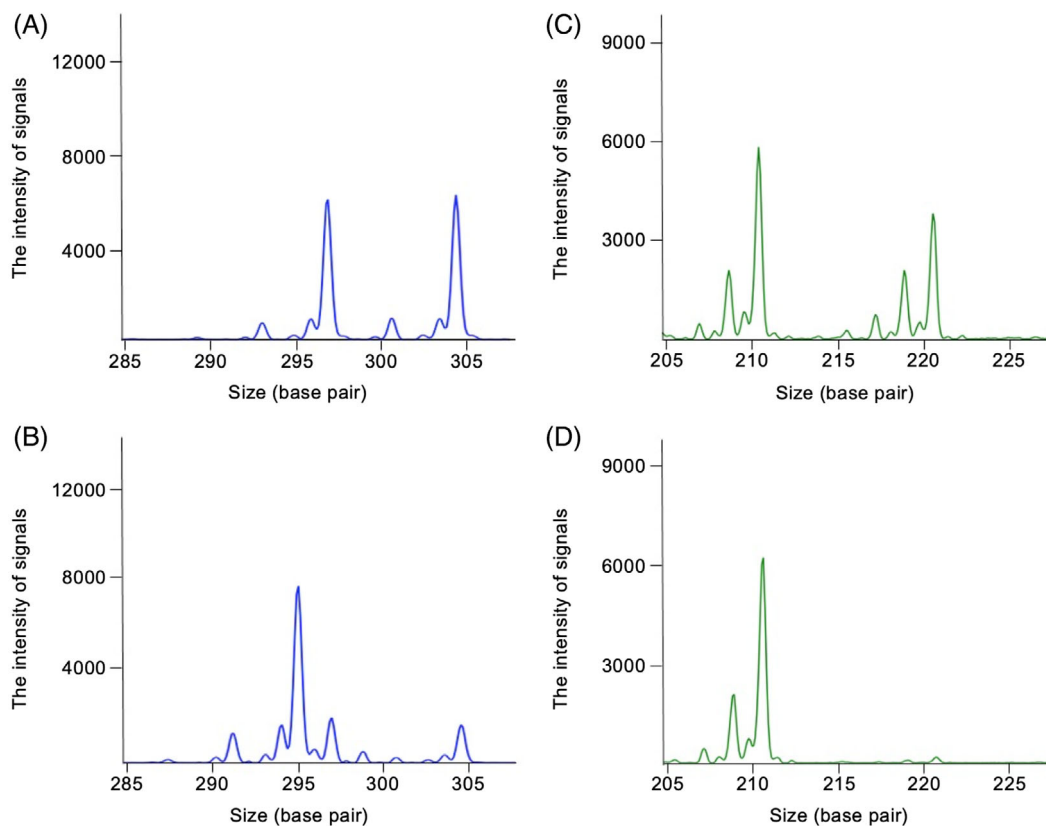 (A)
The intensity of signals
12000
8000
4000
285 290 295 300 305
Size (base pair)
(C)
The intensity of signals
9000
6000
3000
205 210 215 220 225
Size (base pair)
(B)
The intensity of signals
12000
8000
4000
285 290 295 300 305
Size (base pair)
(D)
The intensity of signals
9000
6000
3000
205 210 215 220 225
Size (base pair)